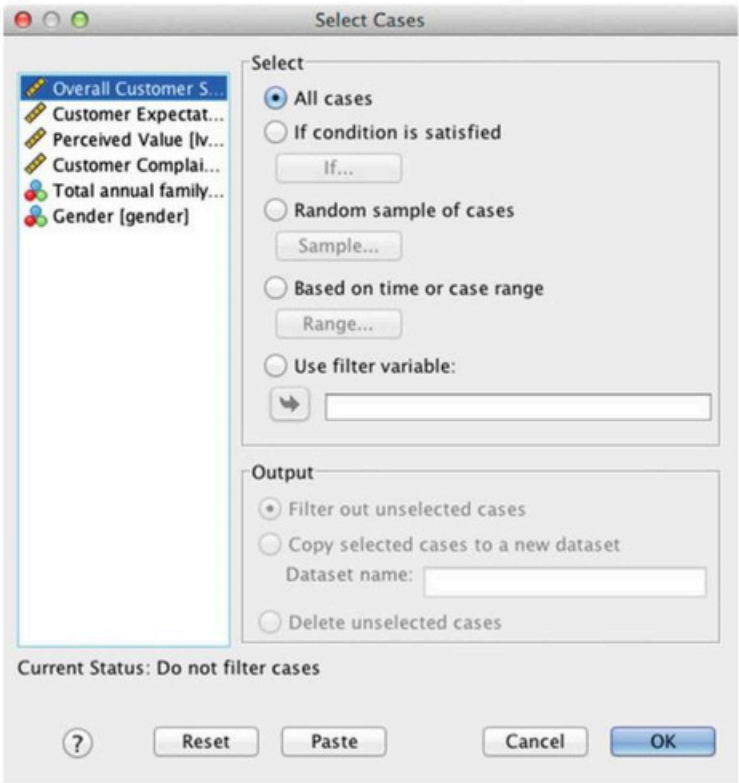 Select Cases
Overall Customer S...
Customer Expectat...
Perceived Value [lv...
Customer Complai...
Total annual family...
Gender [gender]
Select
All cases
If condition is satisfied
If...
Random sample of cases
Sample...
Based on time or case range
Range...
Use filter variable:
Output
Filter out unselected cases
Copy selected cases to a new dataset
Dataset name:
Delete unselected cases
Current Status: Do not filter cases
?
Reset
Paste
Cancel
OK